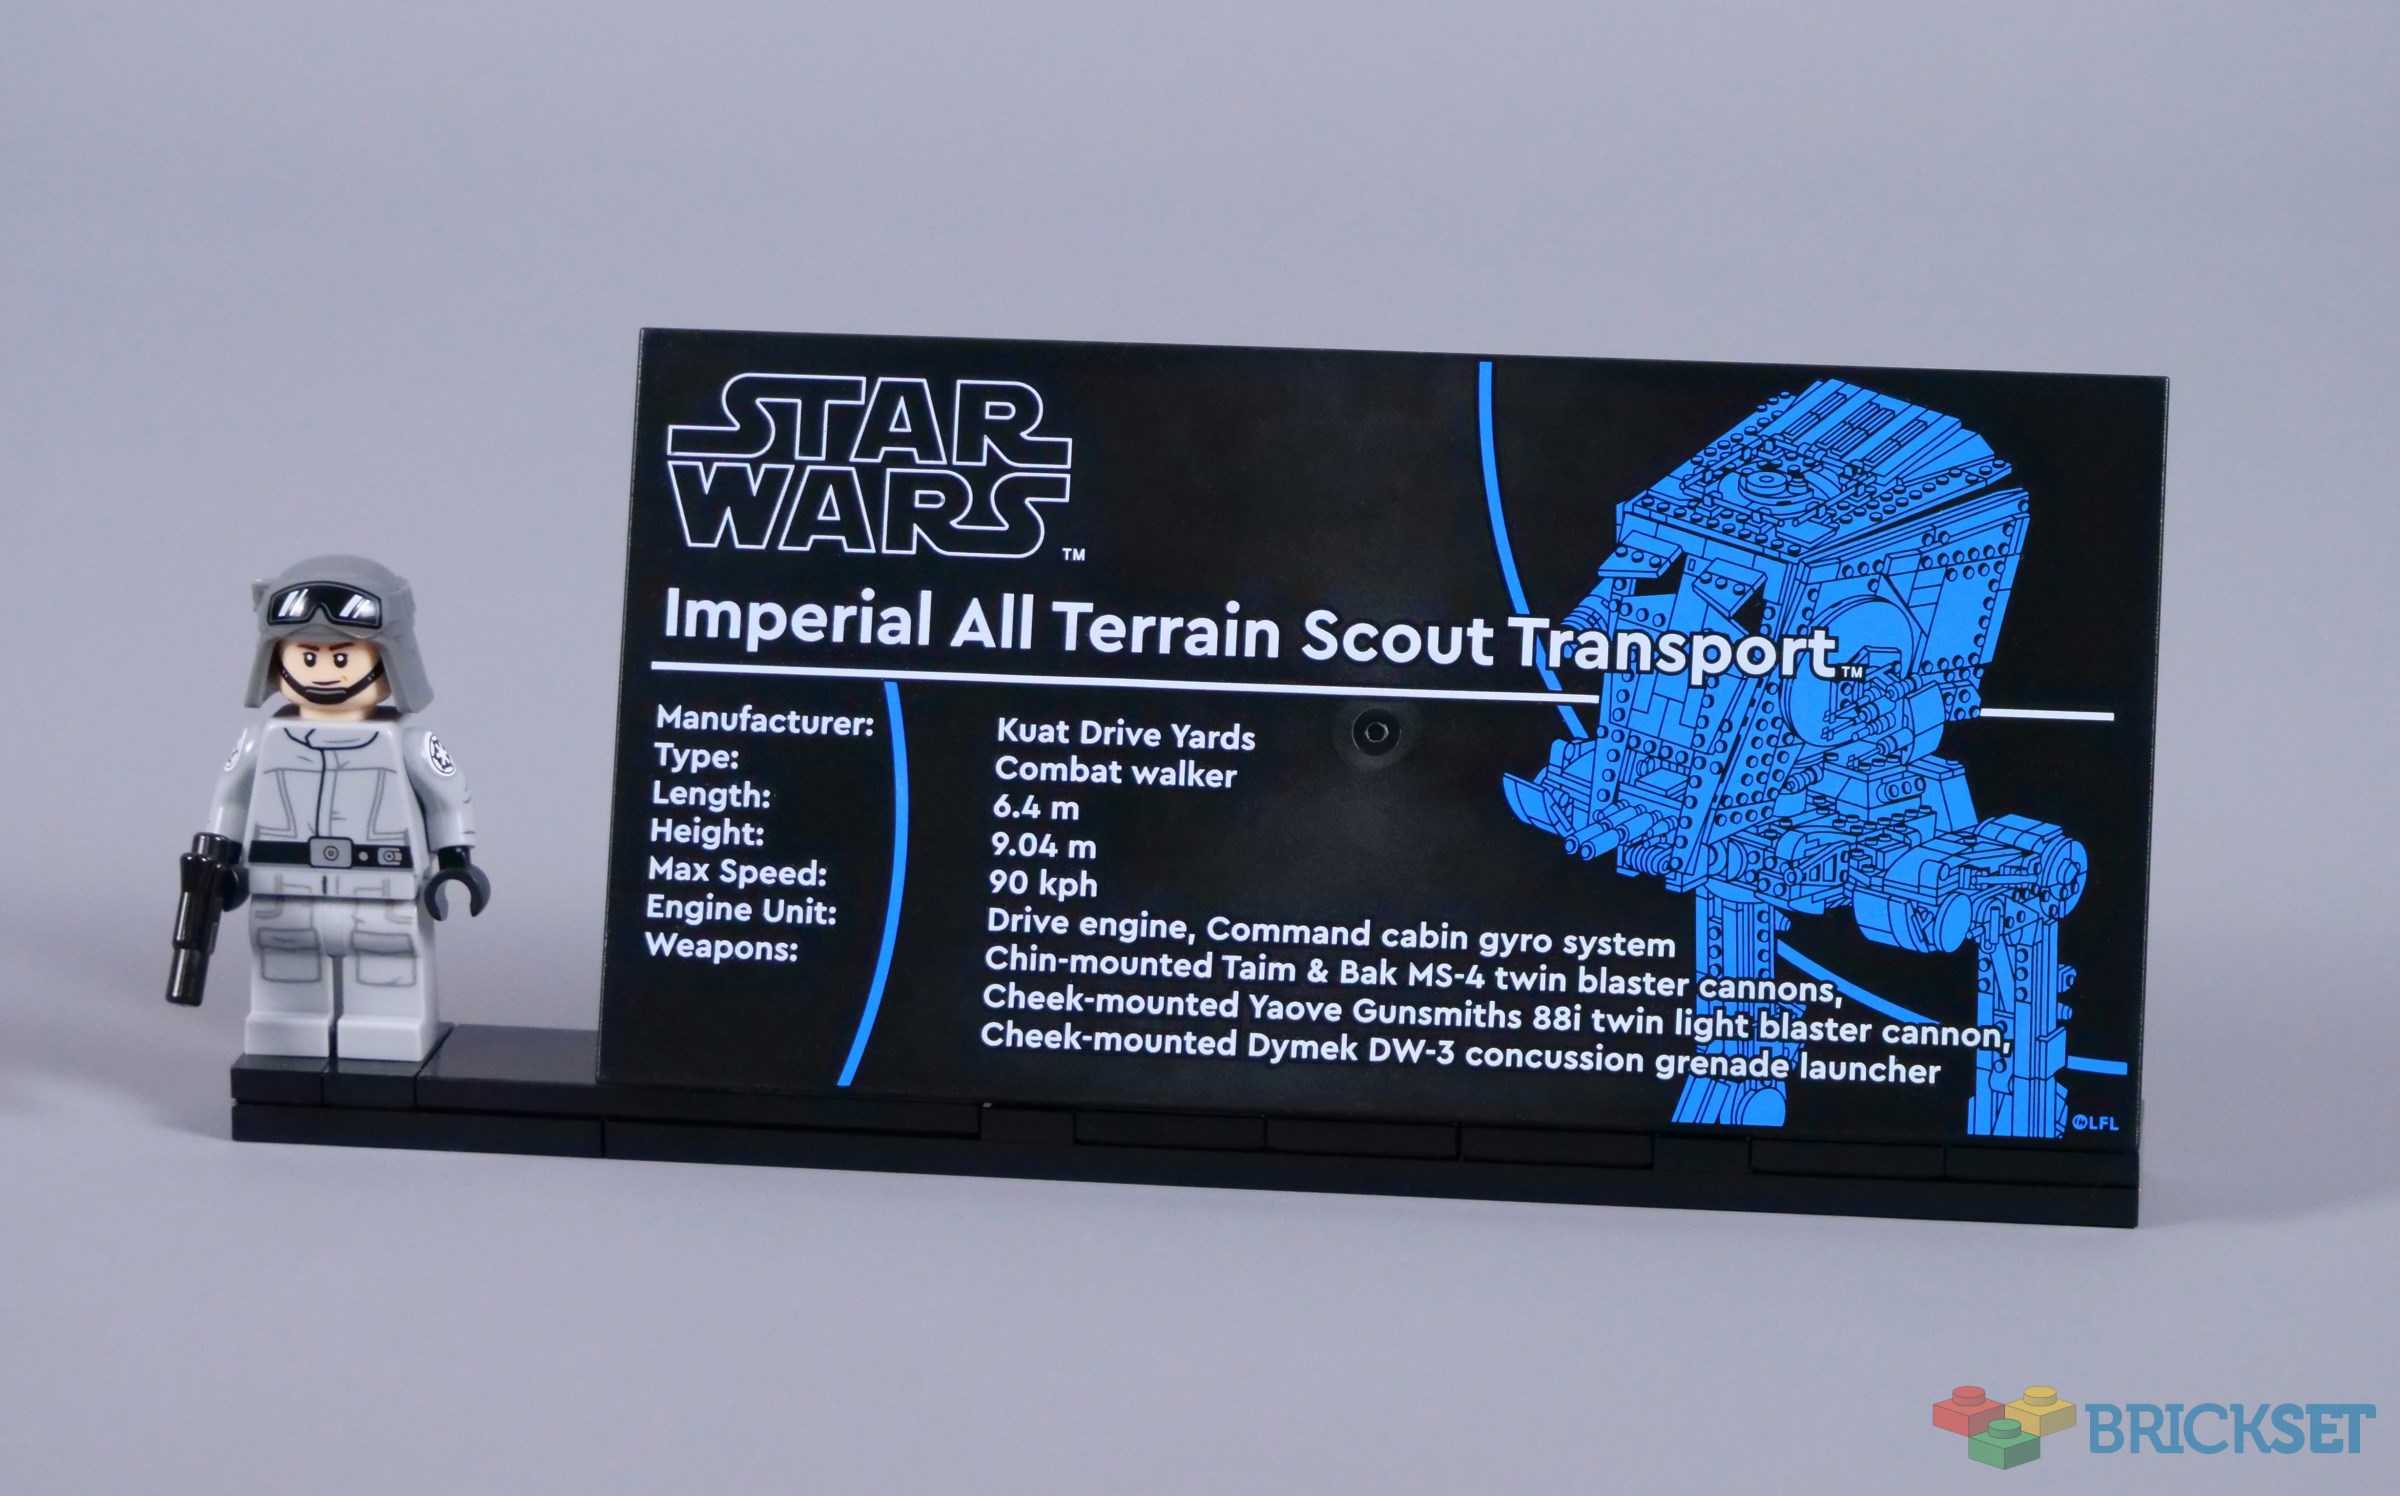 STAR
WARS™
Imperial All Terrain Scout Transport™
Manufacturer: Kuat Drive Yards
Type: Combat walker
Length: 6.4 m
Height: 9.04 m
Max Speed: 90 kph
Engine Unit: Drive engine, Command cabin gyro system
Weapons: Chin-mounted Taim & Bak MS-4 twin blaster cannons,
Cheek-mounted Yaove Gunsmiths 88i twin light blaster cannon,
Cheek-mounted Dymek DW-3 concussion grenade launcher
LFL
BRICKSET